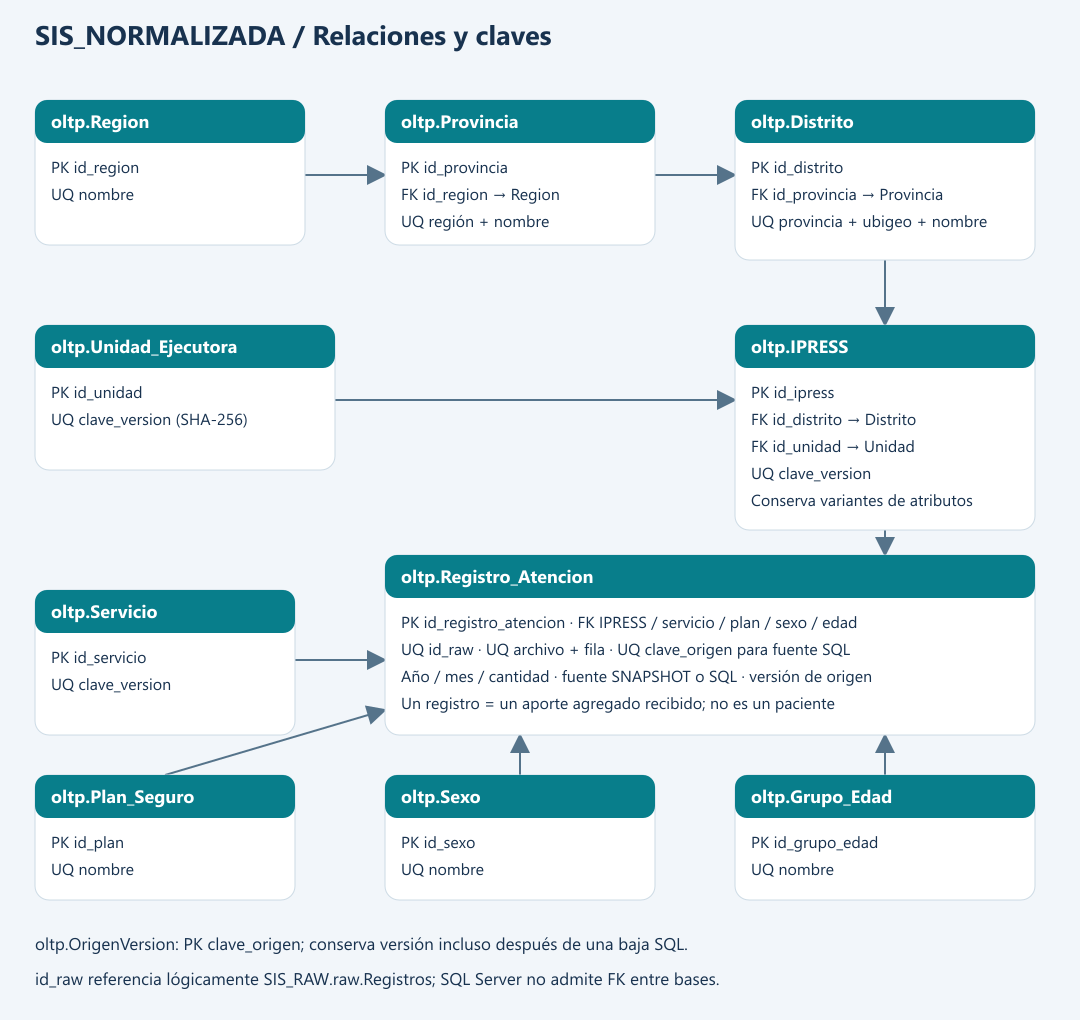 SIS_NORMALIZADA / Relaciones y claves
oltp.Region
PK id_region
UQ nombre
oltp.Provincia
PK id_provincia
FK id_region → Region
UQ región + nombre
oltp.Distrito
PK id_distrito
FK id_provincia → Provincia
UQ provincia + ubigeo + nombre
oltp.Unidad_Ejecutora
PK id_unidad
UQ clave_version (SHA-256)
oltp.IPRESS
PK id_ipress
FK id_distrito → Distrito
FK id_unidad → Unidad
UQ clave_version
Conserva variantes de atributos
oltp.Servicio
PK id_servicio
UQ clave_version
oltp.Registro_Atencion
PK id_registro_atencion · FK IPRESS / servicio / plan / sexo / edad
UQ id_raw · UQ archivo + fila · UQ clave_origen para fuente SQL
Año / mes / cantidad · fuente SNAPSHOT o SQL · versión de origen
Un registro = un aporte agregado recibido; no es un paciente
oltp.Plan_Seguro
PK id_plan
UQ nombre
oltp.Sexo
PK id_sexo
UQ nombre
oltp.Grupo_Edad
PK id_grupo_edad
UQ nombre
oltp.OrigenVersion: PK clave_origen; conserva versión incluso después de una baja SQL.
id_raw referencia lógicamente SIS_RAW.raw.Registros; SQL Server no admite FK entre bases.